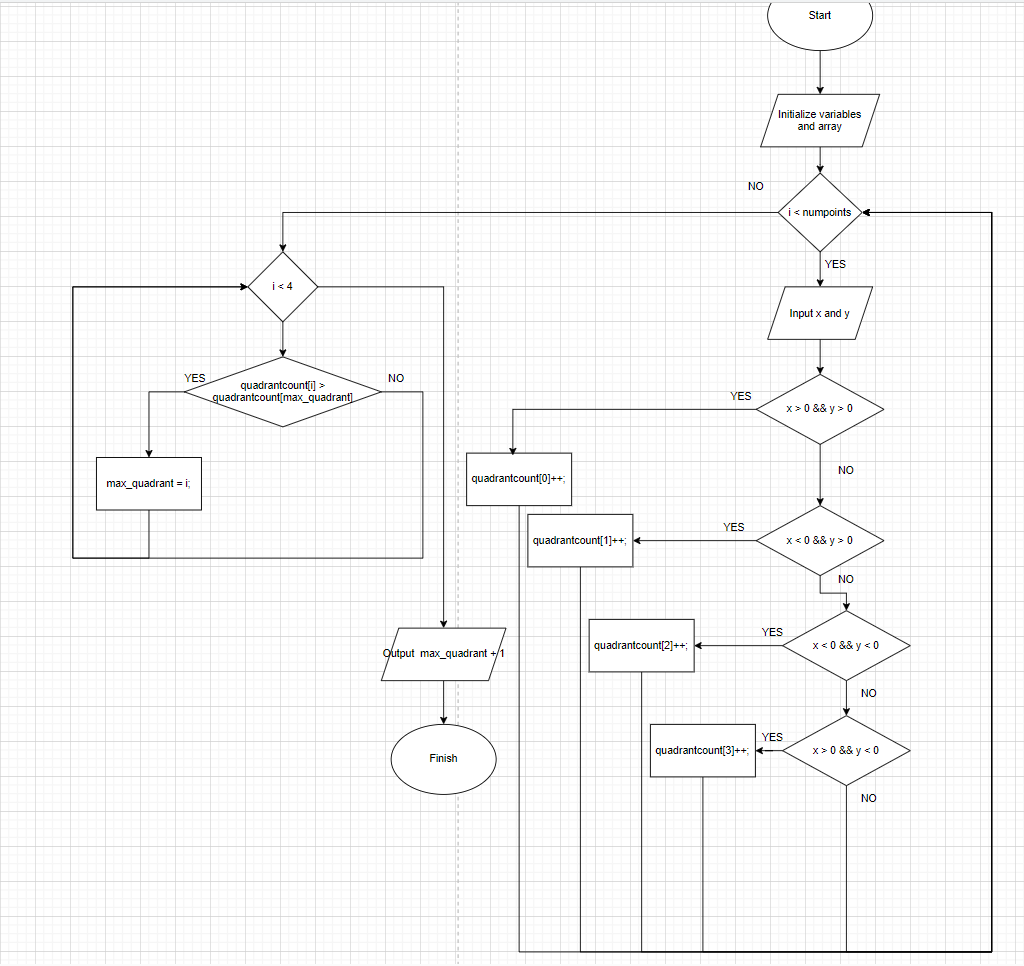 Start
Initialize variables
and array
NO
i < numpoints
YES
Input x and y
i < 4
YES
quadrantcount[i] >
quadrantcount[max_quadrant]
NO
YES
x > 0 && y > 0
quadrantcount[0]++;
NO
max_quadrant = i;
YES
quadrantcount[1]++;
x < 0 && y > 0
NO
YES
quadrantcount[2]++;
x < 0 && y < 0
Output max_quadrant + 1
NO
YES
quadrantcount[3]++;
x > 0 && y < 0
Finish
NO